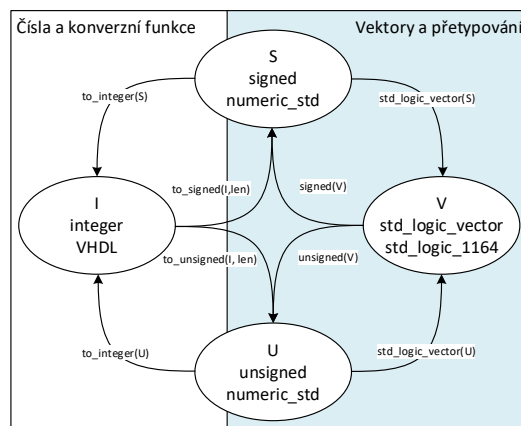 Čísla a konverzní funkce
Vektory a přetypování
S
signed
numeric_std
to_integer(S)
std_logic_vector(S)
to_signed(I,len)
signed(V)
I
integer
VHDL
V
std_logic_vector
std_logic_1164
to_unsigned(I, len)
unsigned(V)
U
unsigned
numeric_std
to_integer(U)
std_logic_vector(U)